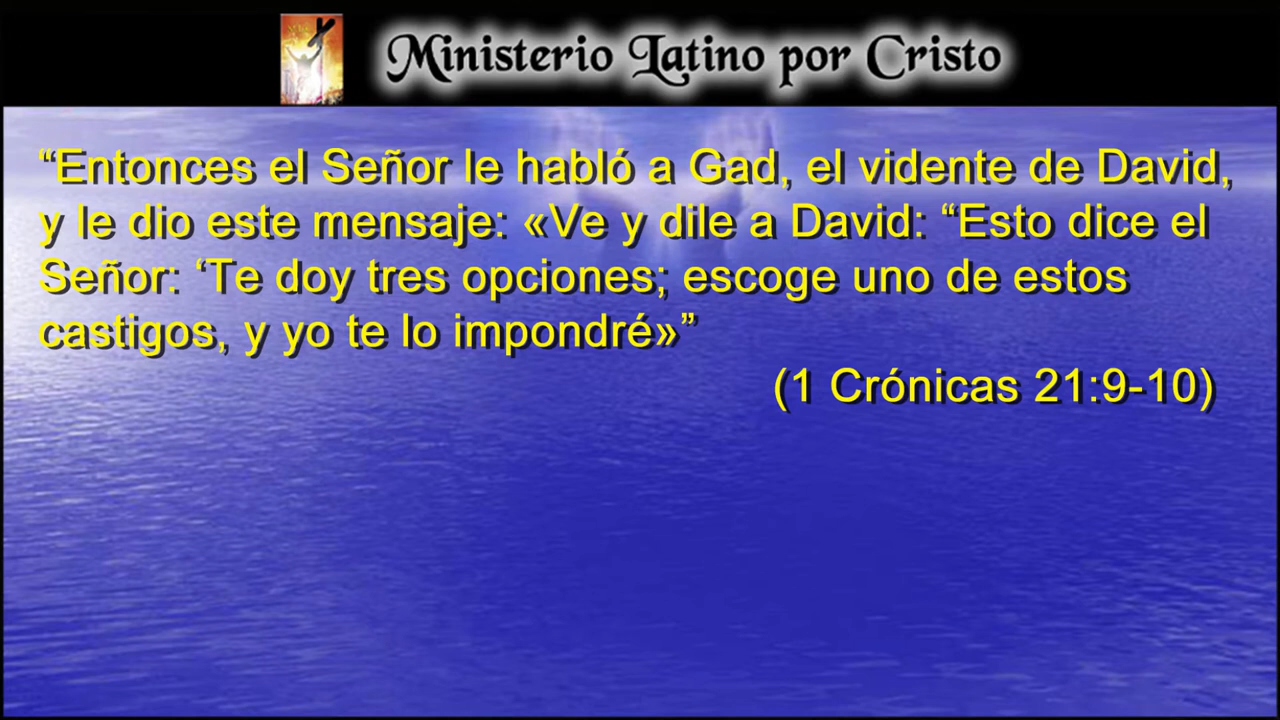 Ministerio Latino por Cristo
“Entonces el Señor le habló a Gad, el vidente de David,
y le dio este mensaje: «Ve y dile a David: “Esto dice el
Señor: ‘Te doy tres opciones; escoge uno de estos
castigos, y yo te lo impondré»”
(1 Crónicas 21:9-10)